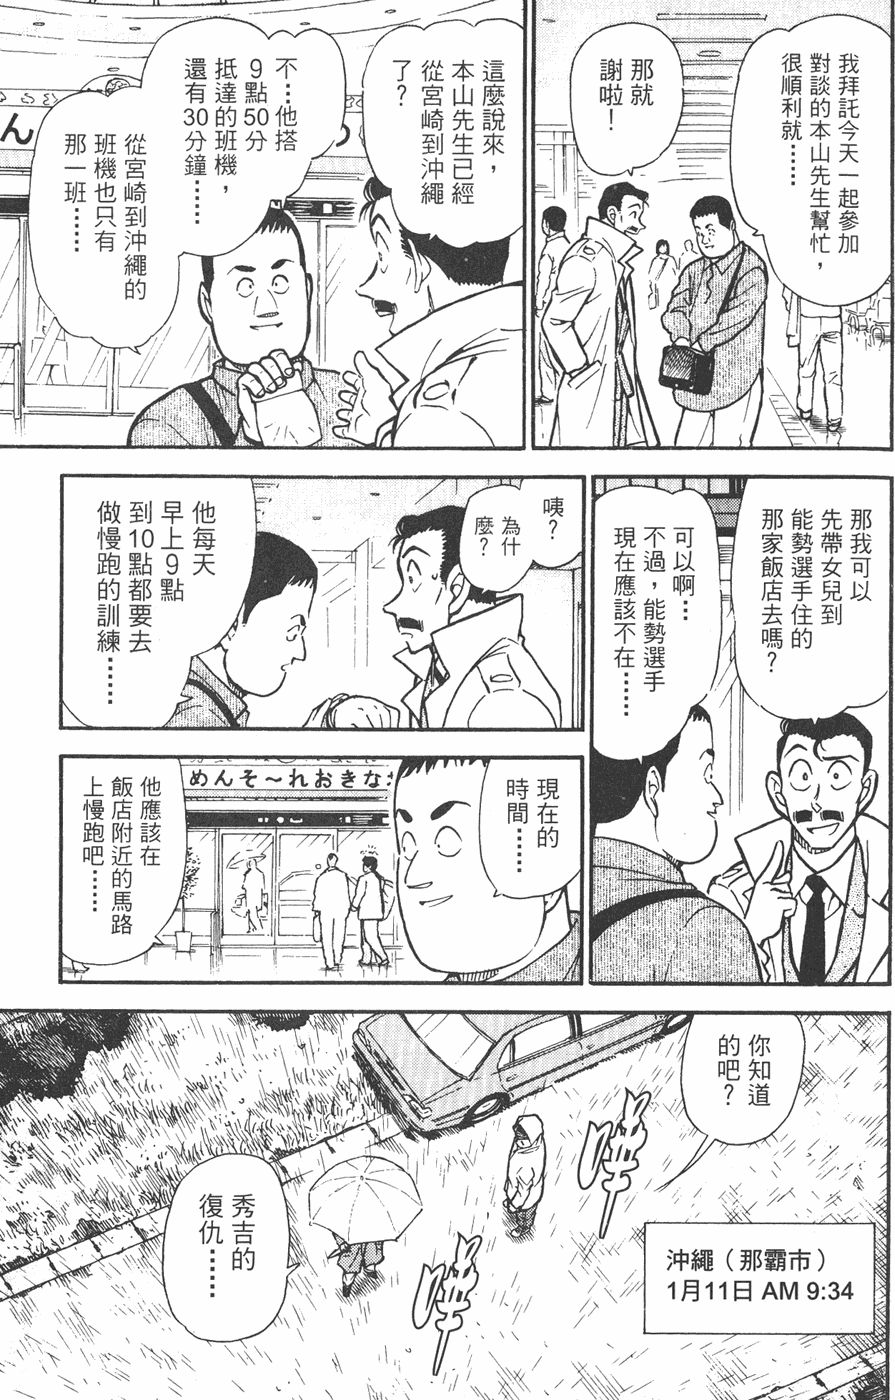 我拜託今天一起參加
對談的本山先生幫忙，
很順利就……
那就
謝啦！
這麼說來，
本山先生已經
從宮崎到沖繩
了？
不…他搭
9點50分
抵達的班機，
還有30分鐘……
從宮崎到沖繩的
班機也只有
那一班……
ん
っ
那我可以
先帶女兒到
能勢選手住的
那家飯店去嗎？
可以啊…
不過，能勢選手
現在應該不在……
咦？
為什
麼？
他每天
早上9點
到10點都要去
做慢跑的訓練……
現在的
時間……
めんそ〜れおきな
他應該在
飯店附近的馬路
上慢跑吧……
你知道
的吧？
嘩
嘩
秀吉的
復仇……
沖繩（那霸市）
1月11日 AM 9:34